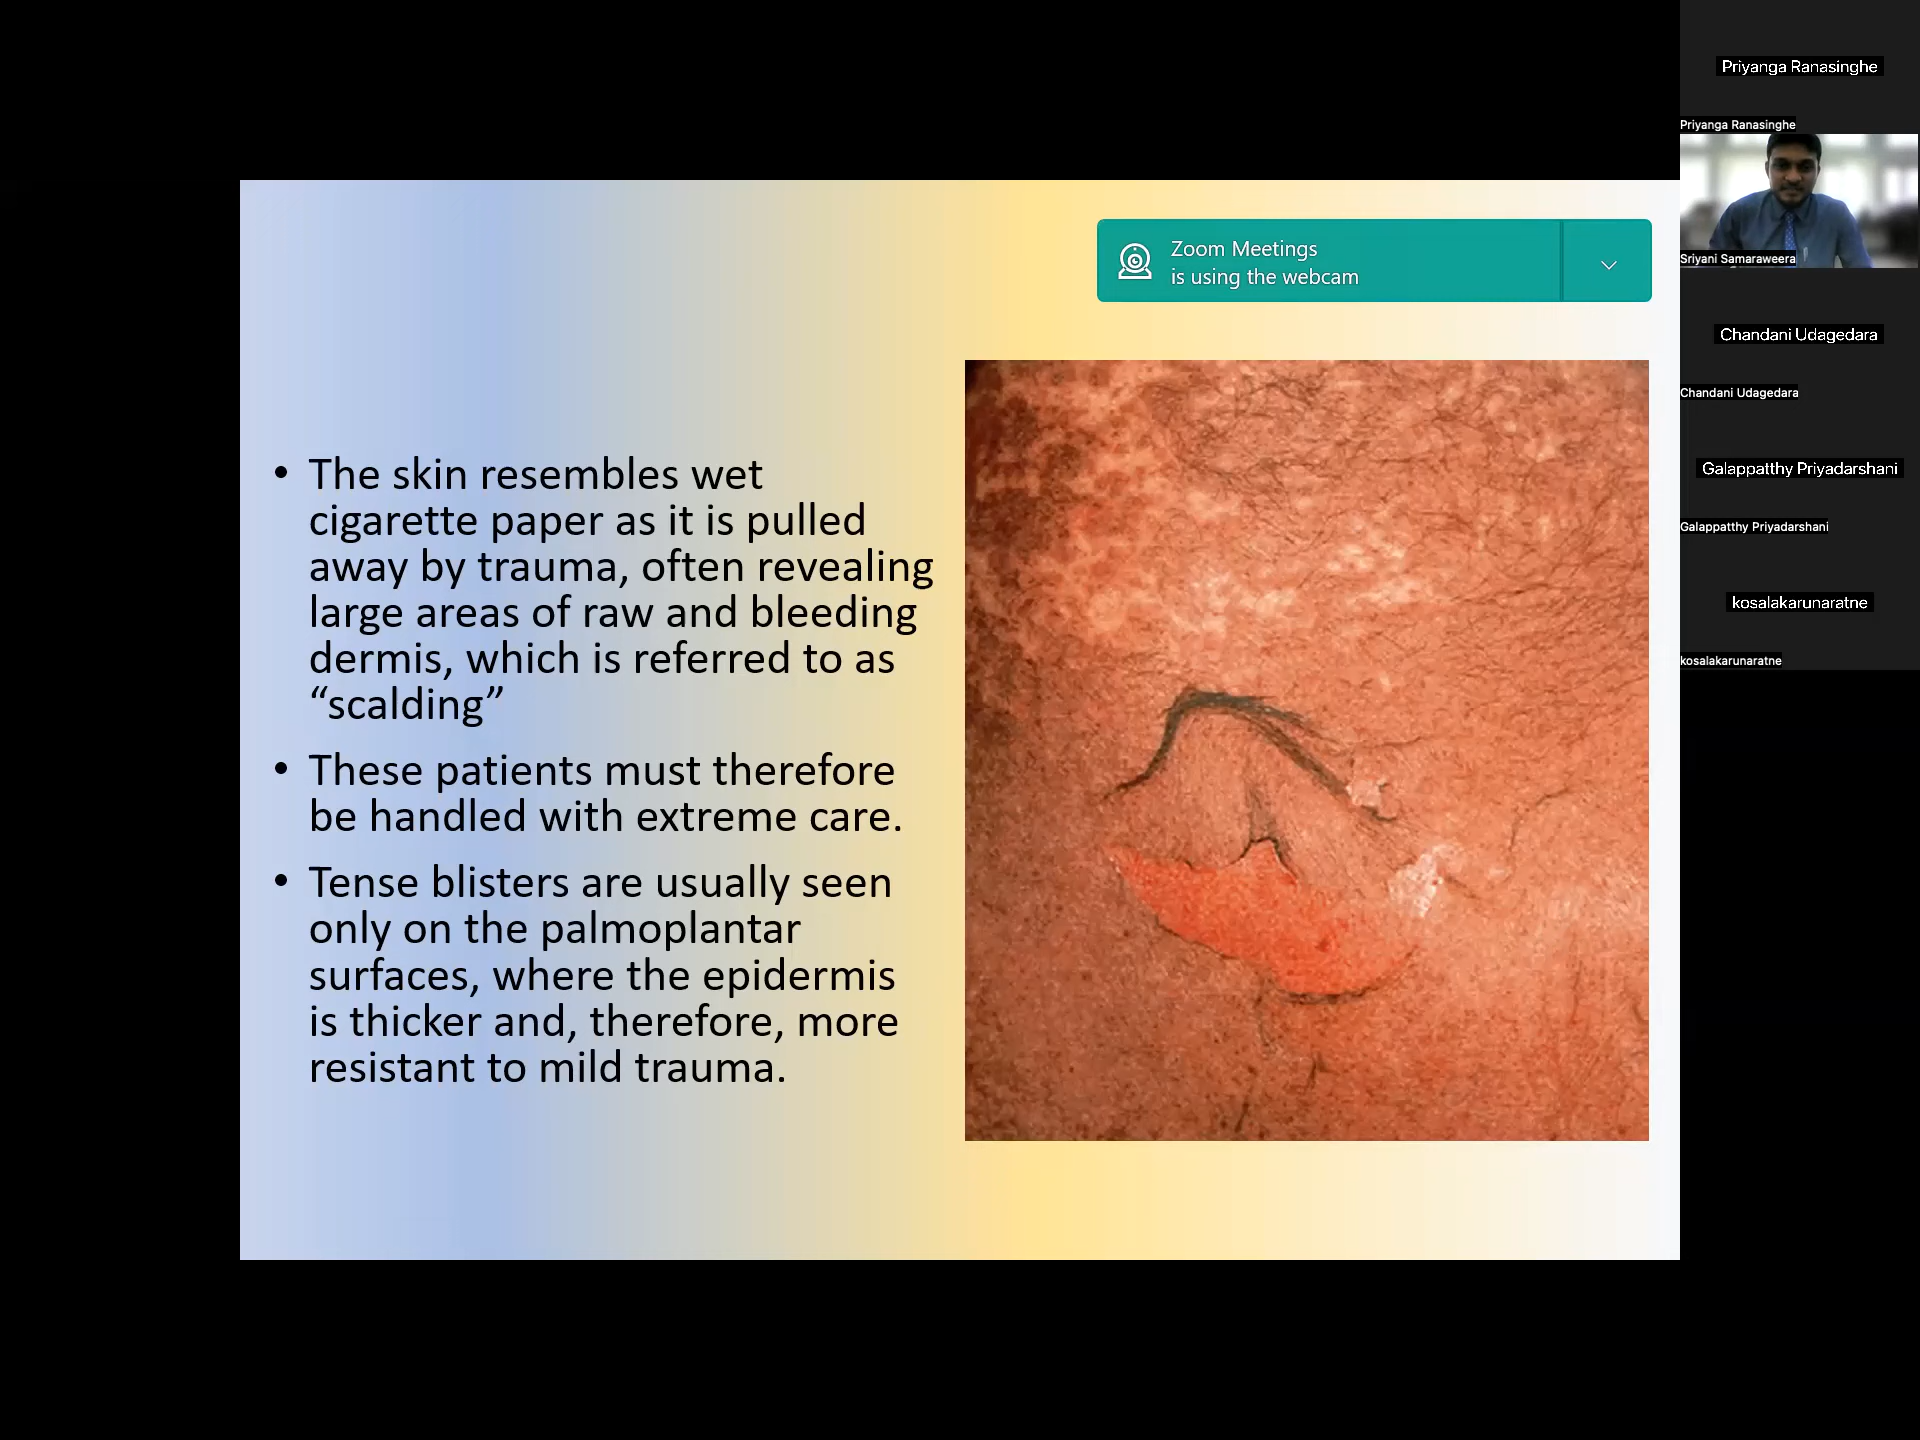 Zoom Meetings
is using the webcam
• The skin resembles wet
cigarette paper as it is pulled
away by trauma, often revealing
large areas of raw and bleeding
dermis, which is referred to as
“scalding”
• These patients must therefore
be handled with extreme care.
• Tense blisters are usually seen
only on the palmoplantar
surfaces, where the epidermis
is thicker and, therefore, more
resistant to mild trauma.
Priyanga Ranasinghe
Priyanga Ranasinghe
Sriyani Samaraweera
Chandani Udagedara
Chandani Udagedara
Galappatthy Priyadarshani
Galappatthy Priyadarshani
kosalakarunaratne
kosalakarunaratne